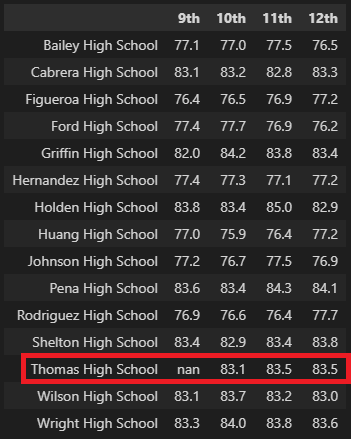 9th 10th 11th 12th
Bailey High School 77.1 77.0 77.5 76.5
Cabrera High School 83.1 83.2 82.8 83.3
Figueroa High School 76.4 76.5 76.9 77.2
Ford High School 77.4 77.7 76.9 76.2
Griffin High School 82.0 84.2 83.8 83.4
Hernandez High School 77.4 77.3 77.1 77.2
Holden High School 83.8 83.4 85.0 82.9
Huang High School 77.0 75.9 76.4 77.2
Johnson High School 77.2 76.7 77.5 76.9
Pena High School 83.6 83.4 84.3 84.1
Rodriguez High School 76.9 76.6 76.4 77.7
Shelton High School 83.4 82.9 83.4 83.8
Thomas High School nan 83.1 83.5 83.5
Wilson High School 83.1 83.7 83.2 83.0
Wright High School 83.3 84.0 83.8 83.6